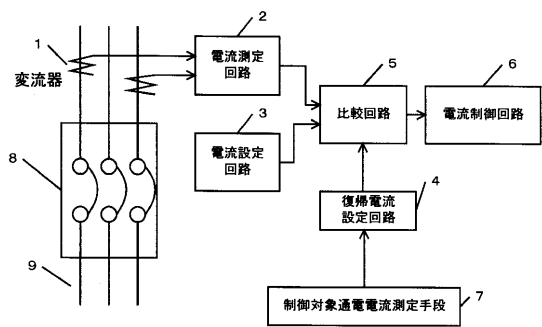 1
変流器
2
電流測定
回路
3
電流設定
回路
5
比較回路
6
電流制御回路
4
復帰電流
設定回路
7
制御対象通電電流測定手段
8
9